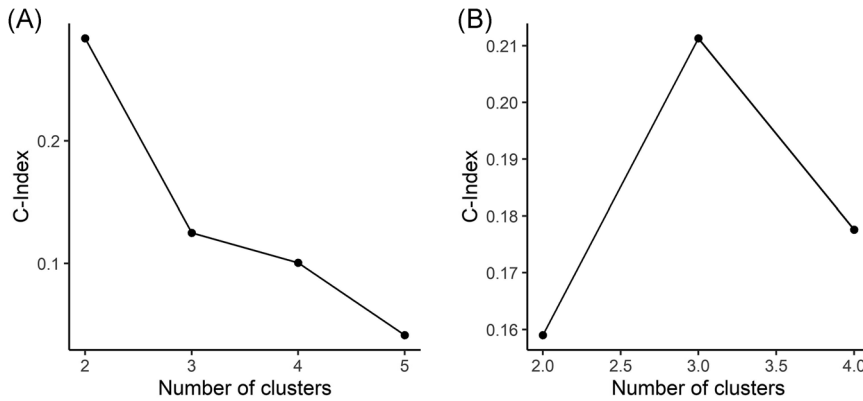 (A)
C-Index
0.2
0.1
2 3 4 5
Number of clusters
(B)
C-Index
0.21
0.20
0.19
0.18
0.17
0.16
2.0 2.5 3.0 3.5 4.0
Number of clusters